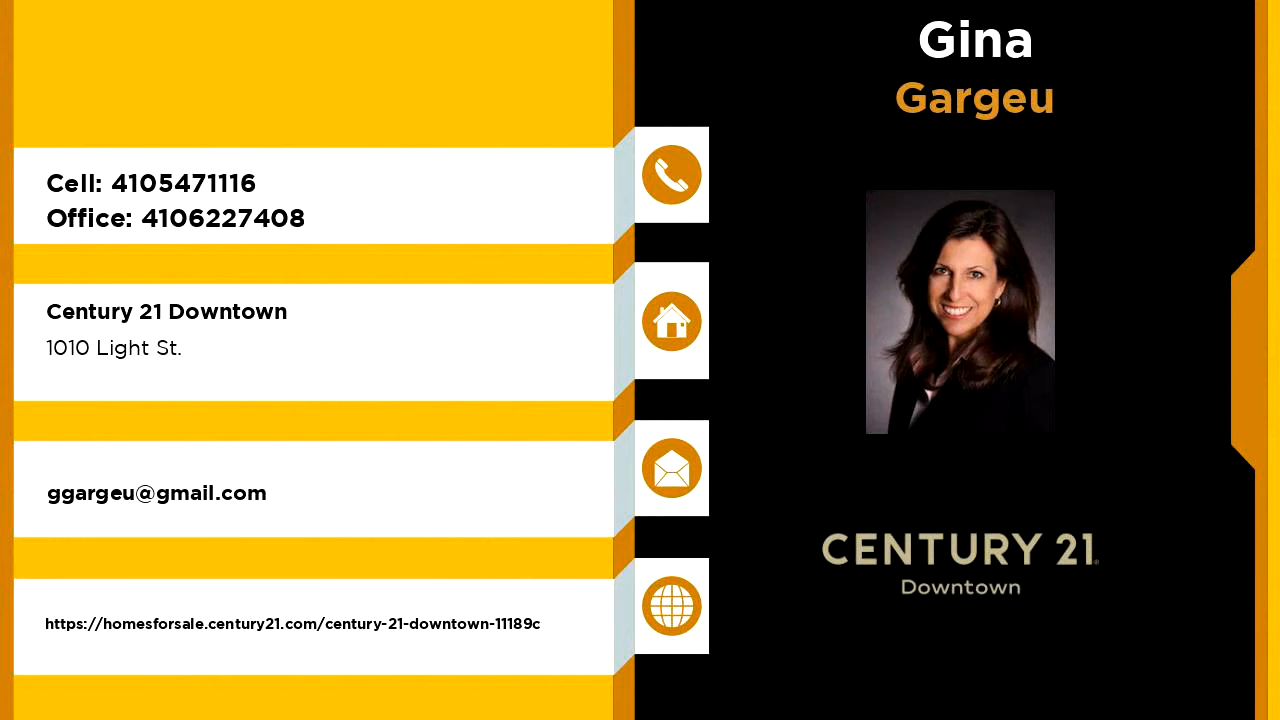 Gina
Gargeu
Cell: 4105471116
Office: 4106227408
Century 21 Downtown
1010 Light St.
ggargeu@gmail.com
https://homesforsale.century21.com/century-21-downtown-11189c
CENTURY 21
Downtown